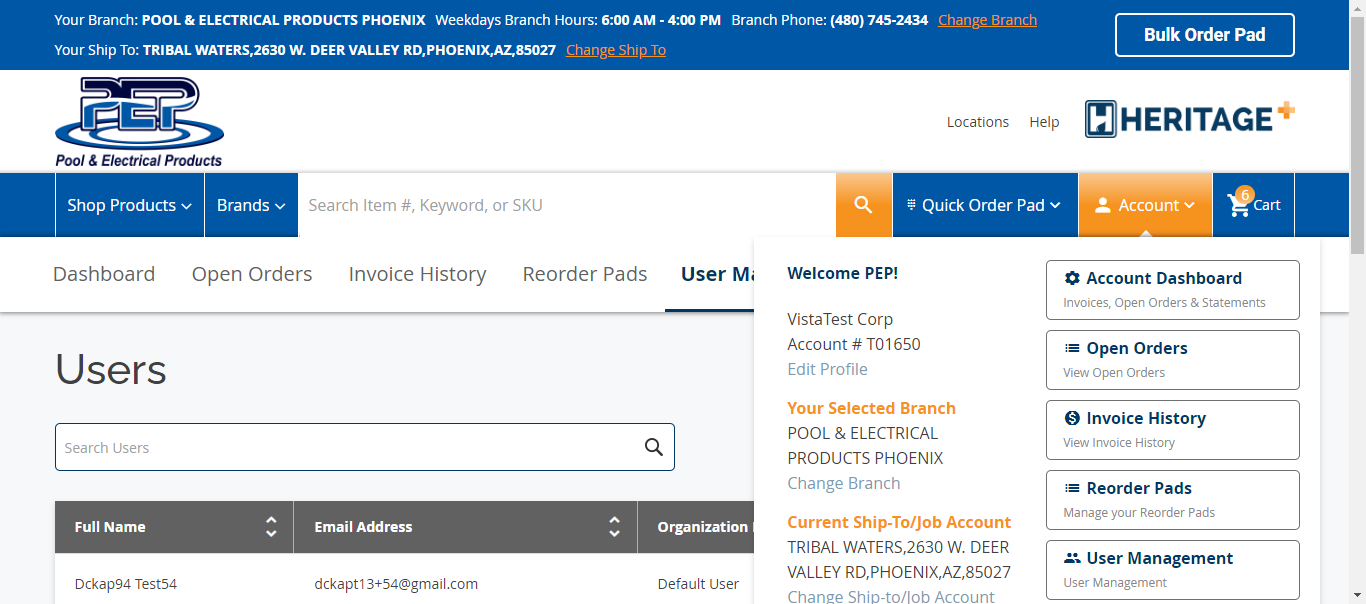 Your Branch: POOL & ELECTRICAL PRODUCTS PHOENIX Weekdays Branch Hours: 6:00 AM - 4:00 PM Branch Phone: (480) 745-2434 Change Branch
Bulk Order Pad
Your Ship To: TRIBAL WATERS,2630 W. DEER VALLEY RD,PHOENIX,AZ,85027 Change Ship To
PEP
Pool & Electrical Products
Locations Help HERITAGE+
Shop Products Brands Search Item #, Keyword, or SKU Quick Order Pad Account 6 Cart
Dashboard Open Orders Invoice History Reorder Pads User Ma
Users
Search Users
Full Name Email Address Organization
Dckap94 Test54 dckapt13+54@gmail.com Default User
Welcome PEP!
VistaTest Corp
Account # T01650
Edit Profile
Your Selected Branch
POOL & ELECTRICAL
PRODUCTS PHOENIX
Change Branch
Current Ship-To/Job Account
TRIBAL WATERS,2630 W. DEER
VALLEY RD,PHOENIX,AZ,85027
Change Ship-to/Job Account
Account Dashboard
Invoices, Open Orders & Statements
Open Orders
View Open Orders
Invoice History
View Invoice History
Reorder Pads
Manage your Reorder Pads
User Management
User Management